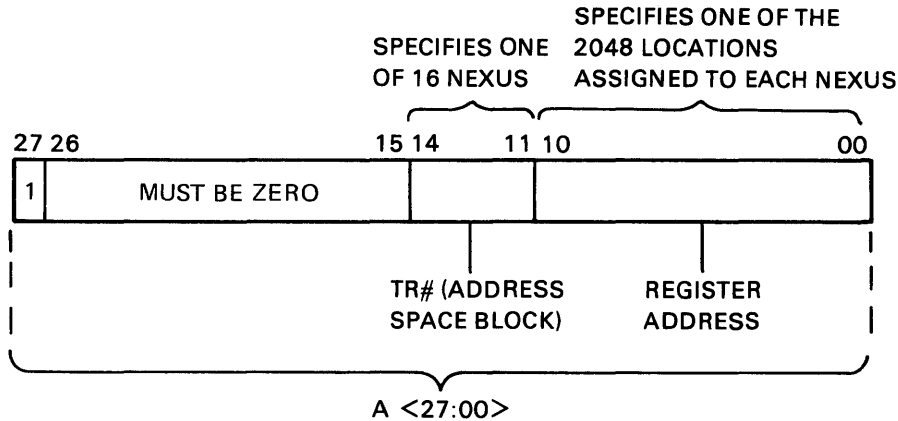 SPECIFIES ONE
OF 16 NEXUS
SPECIFIES ONE OF THE
2048 LOCATIONS
ASSIGNED TO EACH NEXUS
27 26 15 14 11 10 00
1 MUST BE ZERO
TR# (ADDRESS
SPACE BLOCK)
REGISTER
ADDRESS
A <27:00>